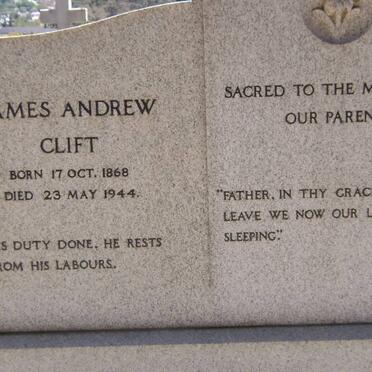 AMES ANDREW
CLIFT
BORN 17 OCT. 1868
DIED 23 MAY 1944.
S DUTY DONE, HE RESTS
ROM HIS LABOURS.
SACRED TO THE M
OUR PAREN
"FATHER, IN THY GRAC
LEAVE WE NOW OUR L
SLEEPING."